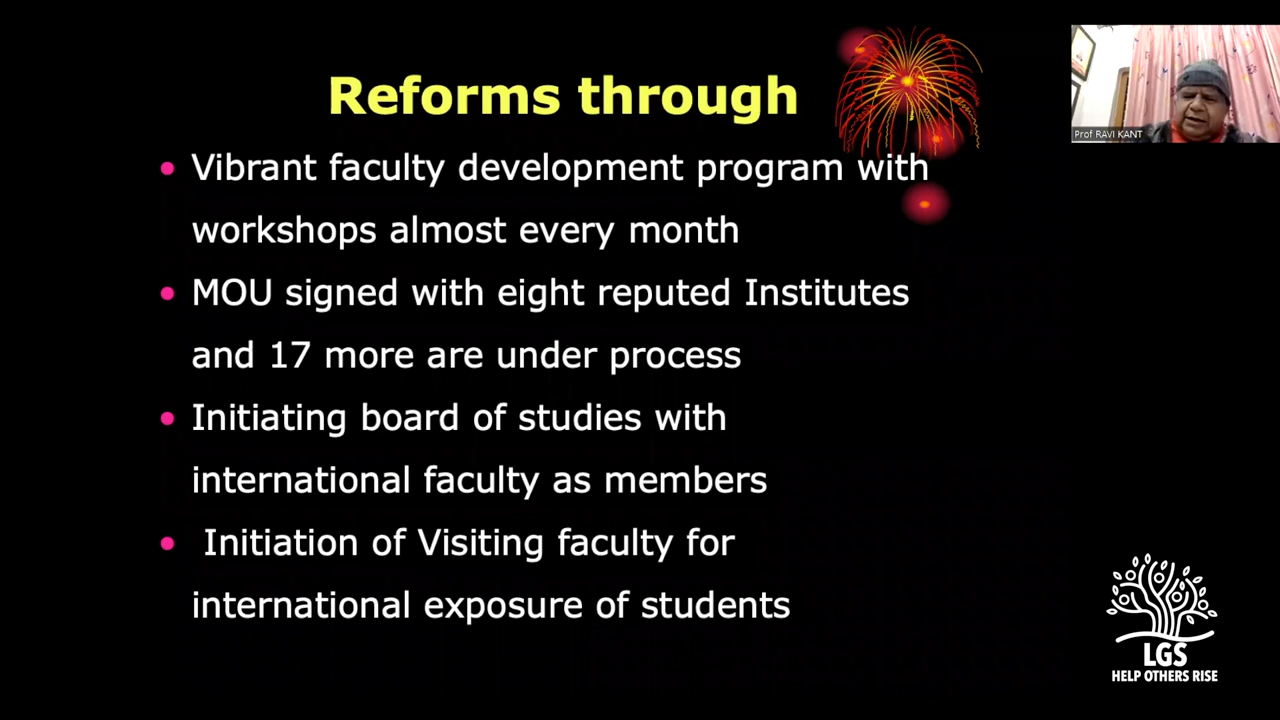 Reforms through
Prof RAVI KANT
• Vibrant faculty development program with
workshops almost every month
• MOU signed with eight reputed Institutes
and 17 more are under process
• Initiating board of studies with
international faculty as members
• Initiation of Visiting faculty for
international exposure of students
LGS
HELP OTHERS RISE